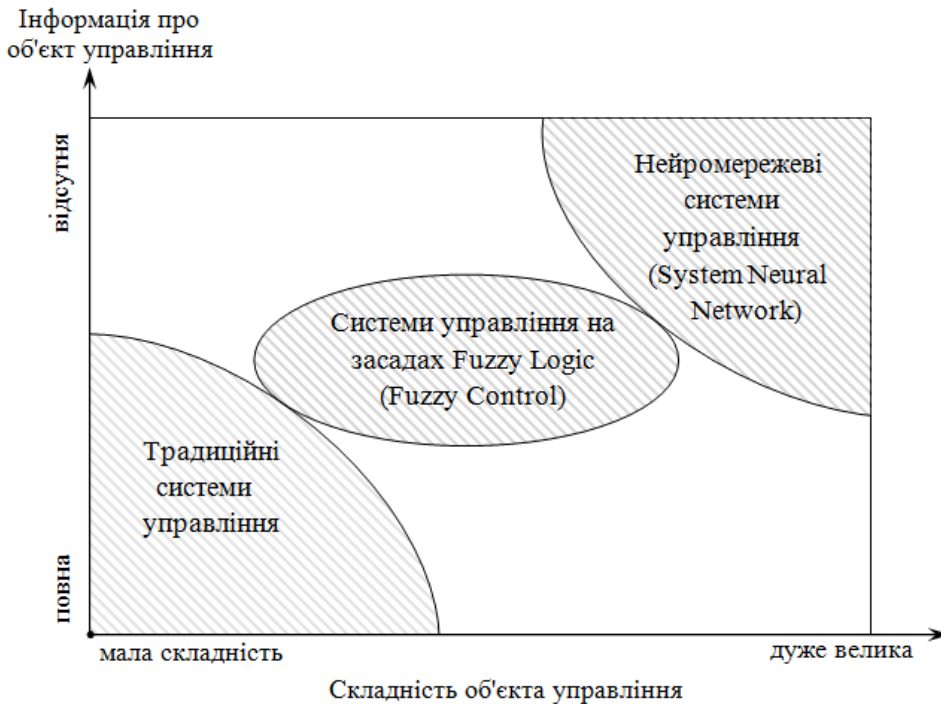 Інформація про
об'єкт управління
відсутня
Нейромережеві
системи
управління
(System Neural
Network)
Системи управління на
засадах Fuzzy Logic
(Fuzzy Control)
Традиційні
системи
управління
повна
мала складність
дуже велика
Складність об'єкта управління